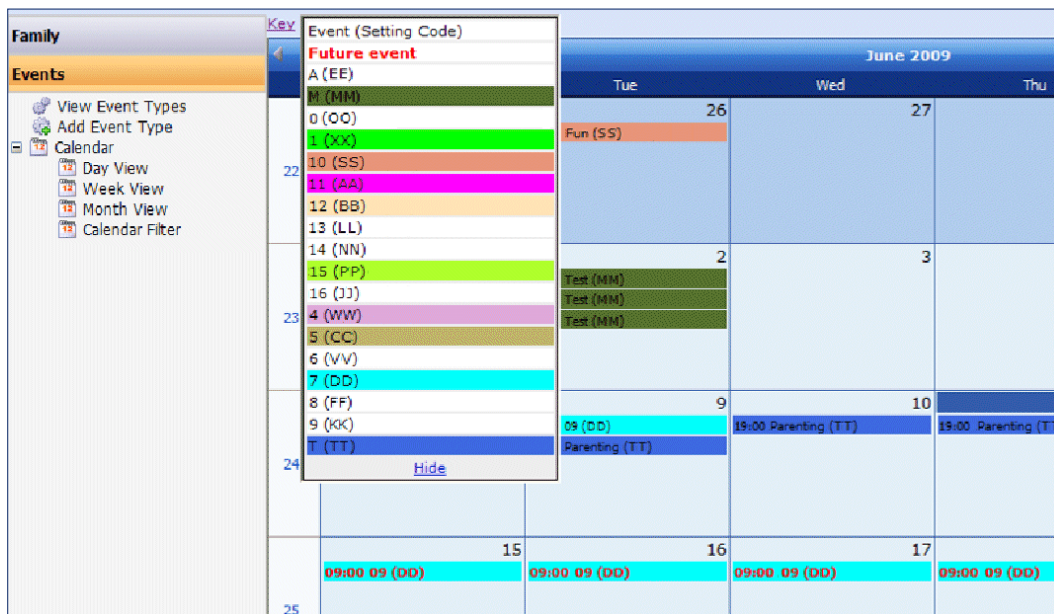 Family
Events
View Event Types
Add Event Type
Calendar
Day View
Week View
Month View
Calendar Filter
Key
Event (Setting Code)
Future event
A (EE)
M (MM)
0 (OO)
1 (XX)
10 (SS)
11 (AA)
12 (BB)
13 (LL)
14 (NN)
15 (PP)
16 (JJ)
4 (WW)
5 (CC)
6 (VV)
7 (DD)
8 (FF)
9 (KK)
T (TT)
Hide
June 2009
Tue Wed Thu
22 26 27
Fun (SS)
23 2 3
Test (MM)
Test (MM)
Test (MM)
24 9 10
09 (DD) 19:00 Parenting (TT) 19:00 Parenting (T
Parenting (TT)
25 15 16 17
09:00 09 (DD) 09:00 09 (DD) 09:00 09 (DD) 09:00 09 (DD)